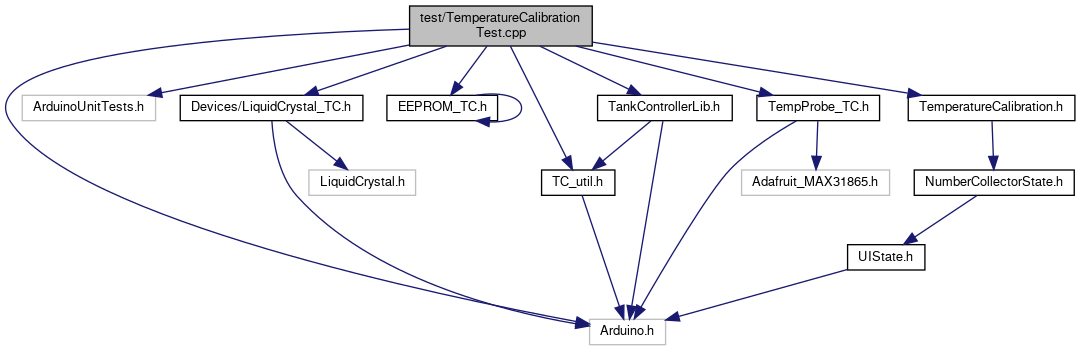 test/TemperatureCalibration
Test.cpp
ArduinoUnitTests.h
Devices/LiquidCrystal_TC.h
EEPROM_TC.h
TankControllerLib.h
TempProbe_TC.h
TemperatureCalibration.h
LiquidCrystal.h
TC_util.h
Adafruit_MAX31865.h
NumberCollectorState.h
UIState.h
Arduino.h